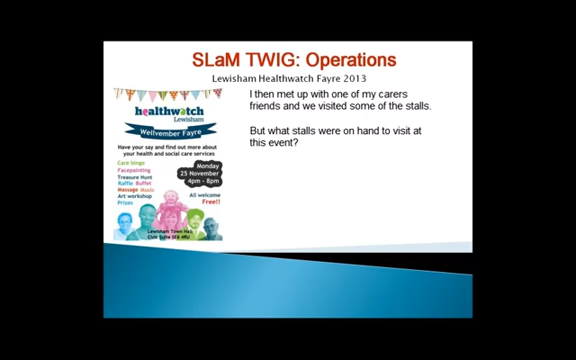 SLaM TWIG: Operations
Lewisham Healthwatch Fayre 2013
I then met up with one of my carers
friends and we visited some of the stalls.
But what stalls were on hand to visit at
this event?
healthwatch
Lewisham
Wellvember Fayre
Have your say and find out more about
your health and social care services
Care bingo
Facepainting
Treasure Hunt
Raffle Buffet
Massage Music
Art workshop
Prizes
Monday
25 November
4pm - 8pm
All welcome
Free!!
Lewisham Town Hall
Civic Suite SE6 4RU